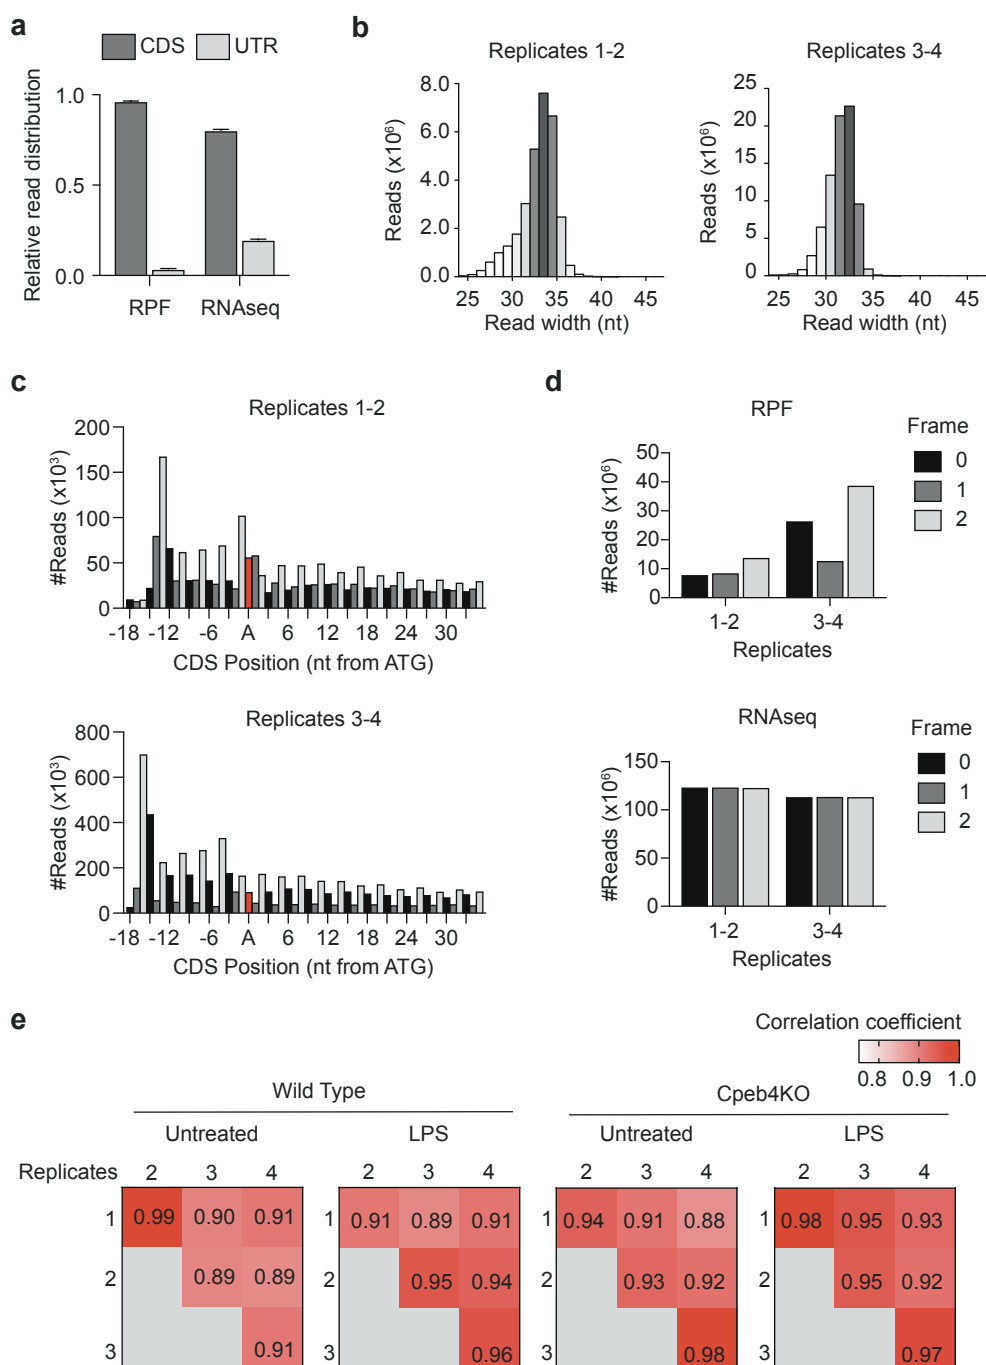 a
CDS UTR
Relative read distribution
1.0
0.5
0.0
RPF RNAseq
b
Replicates 1-2
Reads (x10⁶)
8.0
6.0
4.0
2.0
0.0
25 30 35 40 45
Read width (nt)
Replicates 3-4
Reads (x10⁶)
25
20
15
10
5
0
25 30 35 40 45
Read width (nt)
c
Replicates 1-2
#Reads (x10³)
200
150
100
50
0
-18 -12 -6 A 6 12 18 24 30
CDS Position (nt from ATG)
Replicates 3-4
#Reads (x10³)
800
600
400
200
0
-18 -12 -6 A 6 12 18 24 30
CDS Position (nt from ATG)
d
RPF
#Reads (x10⁶)
50
40
30
20
10
0
1-2 3-4
Replicates
Frame
0
1
2
RNAseq
#Reads (x10⁶)
150
100
50
0
1-2 3-4
Replicates
Frame
0
1
2
e
Correlation coefficient
0.8 0.9 1.0
Wild Type
Cpeb4KO
Untreated LPS Untreated LPS
Replicates 2 3 4 2 3 4 2 3 4 2 3 4
1 0.99 0.90 0.91 1 0.91 0.89 0.91 1 0.94 0.91 0.88 1 0.98 0.95 0.93
2 0.89 0.89 2 0.95 0.94 2 0.93 0.92 2 0.95 0.92
3 0.91 3 0.96 3 0.98 3 0.97